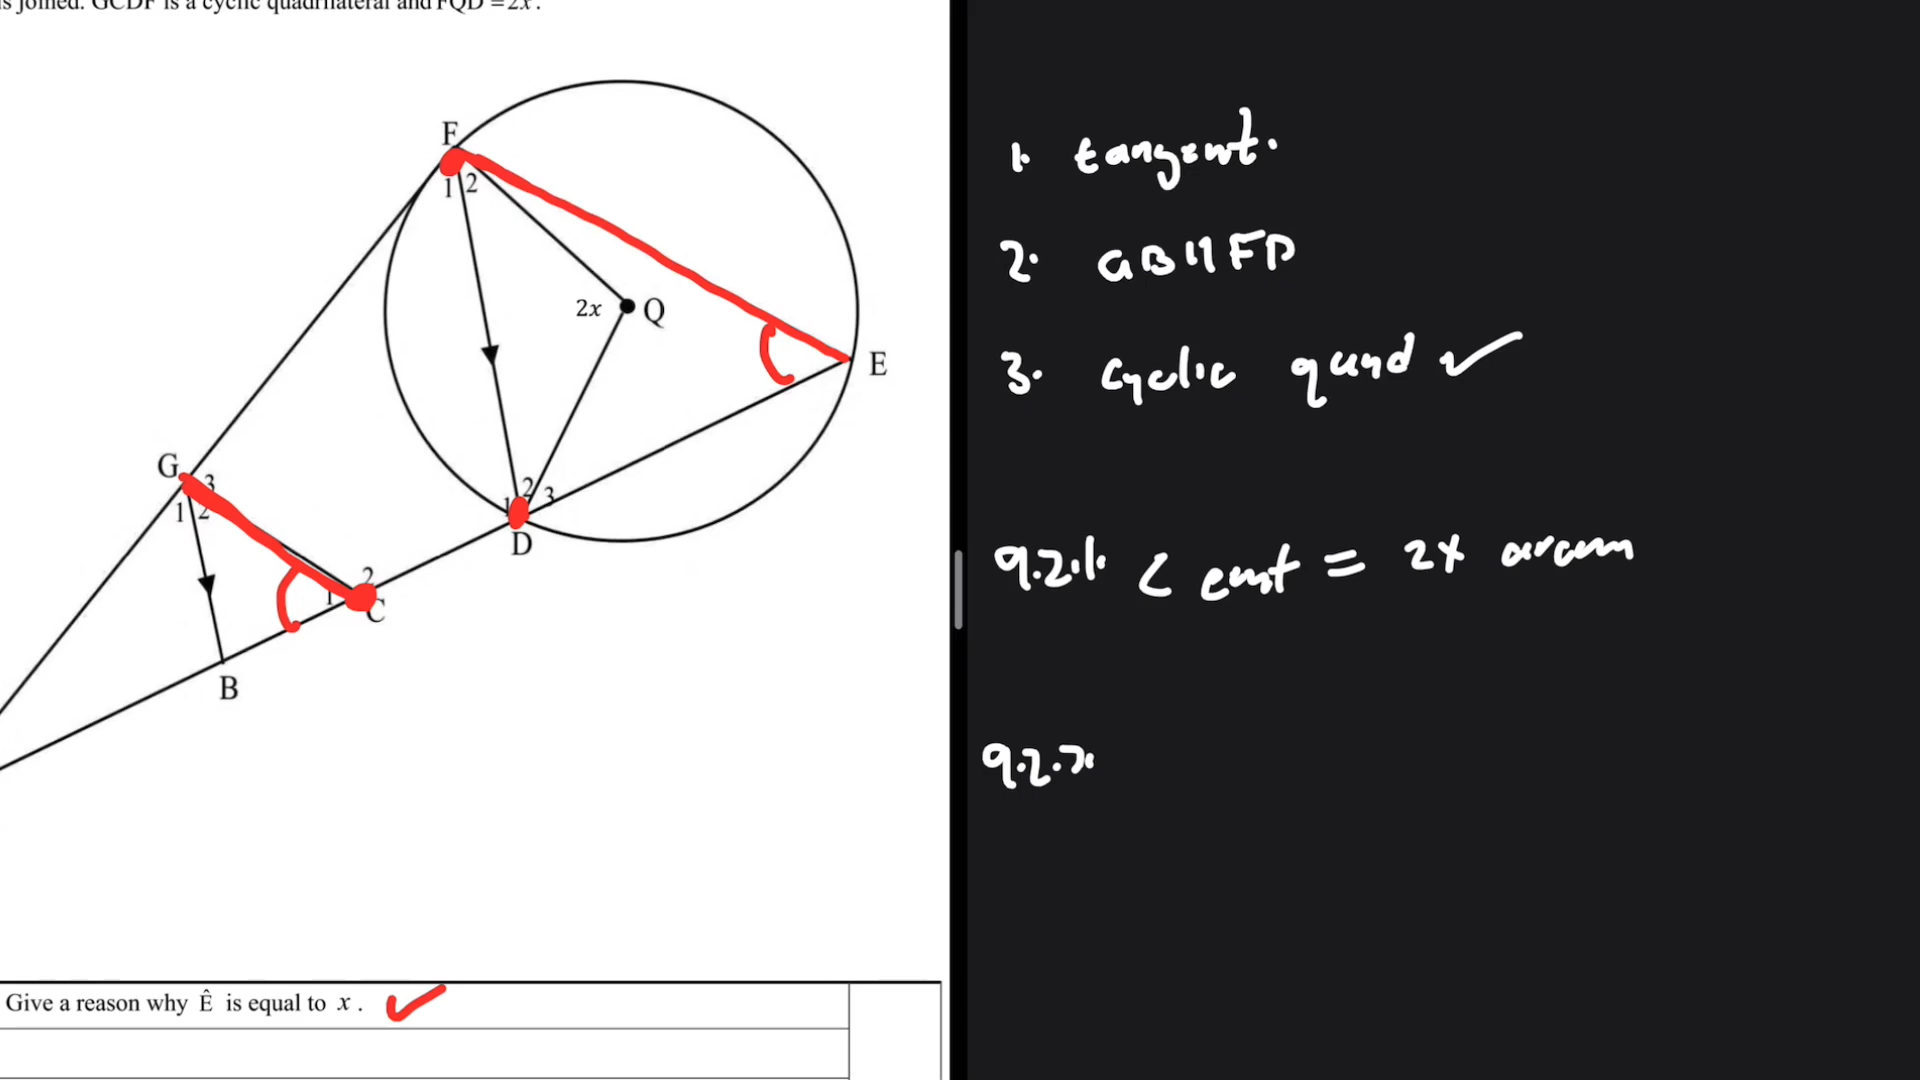 is joined. GCDF is a cyclic quadrilateral and FQD = 2x.
F
1 2
2x Q
E
G
3
1 2
2 3
1
D
2
1
C
B
Give a reason why Ê is equal to x .
1. tangent.
2. GB || FD
3. cyclic quad ✓
9.2.1. < cent = 2x
9.2.2.